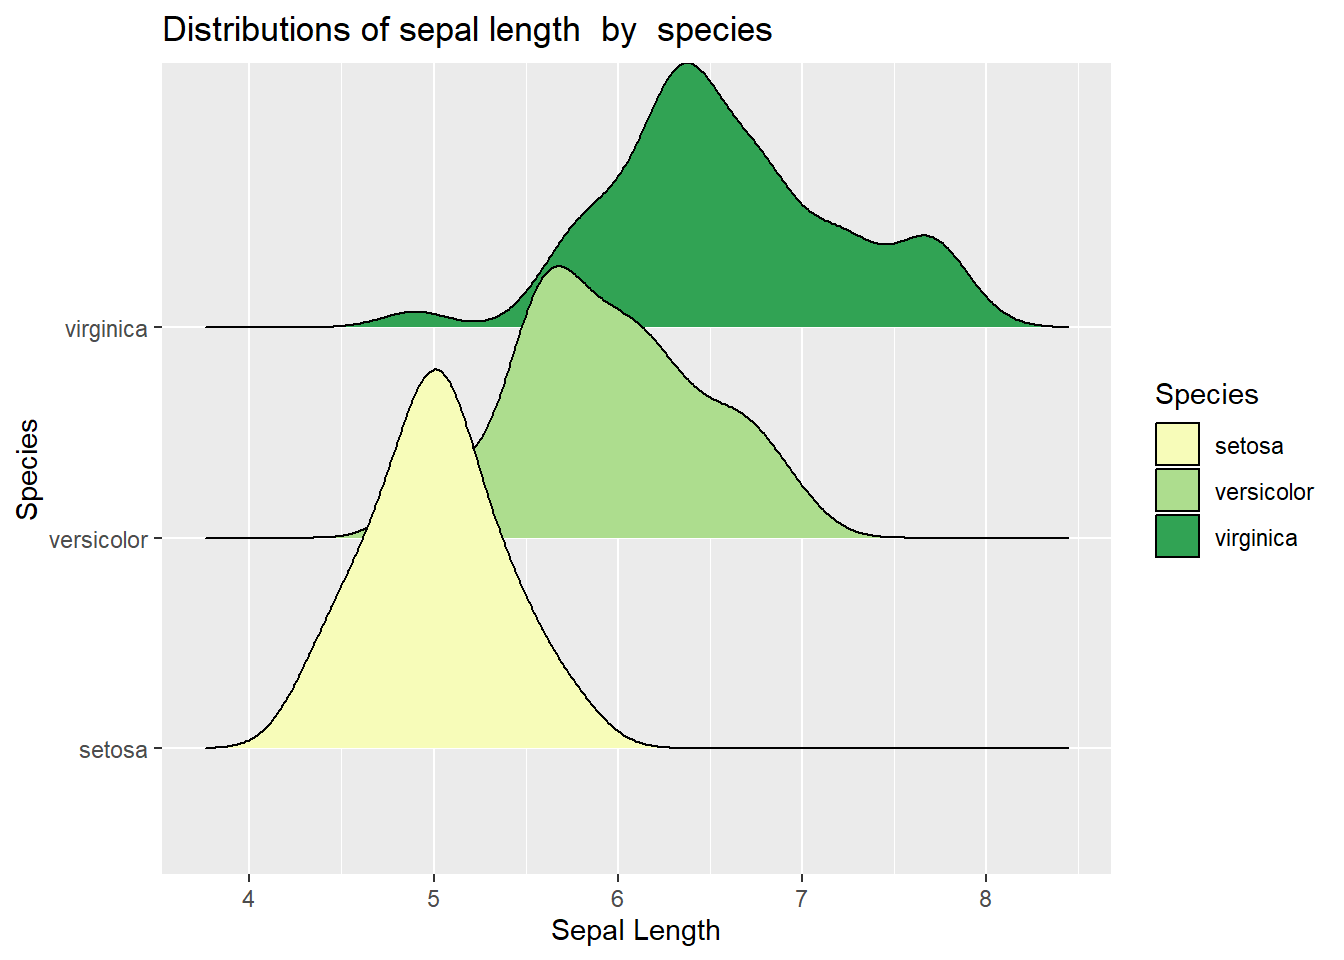 Distributions of sepal length  by  species
Species
virginica
versicolor
setosa
4 5 6 7 8
Sepal Length
Species
setosa
versicolor
virginica